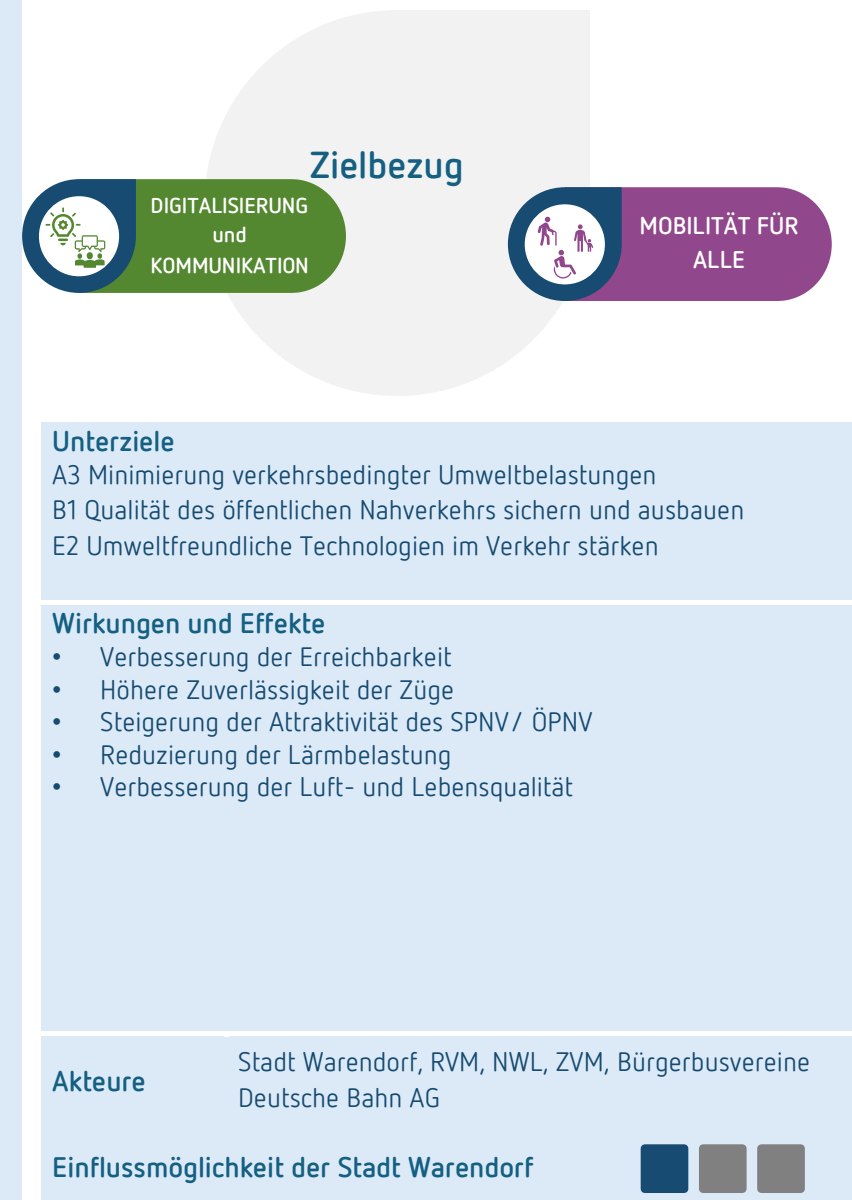 Zielbezug
DIGITALISIERUNG
und
KOMMUNIKATION
MOBILITÄT FÜR
ALLE
Unterziele
A3 Minimierung verkehrsbedingter Umweltbelastungen
B1 Qualität des öffentlichen Nahverkehrs sichern und ausbauen
E2 Umweltfreundliche Technologien im Verkehr stärken
Wirkungen und Effekte
• Verbesserung der Erreichbarkeit
• Höhere Zuverlässigkeit der Züge
• Steigerung der Attraktivität des SPNV/ ÖPNV
• Reduzierung der Lärmbelastung
• Verbesserung der Luft- und Lebensqualität
Akteure
Stadt Warendorf, RVM, NWL, ZVM, Bürgerbusvereine
Deutsche Bahn AG
Einflussmöglichkeit der Stadt Warendorf